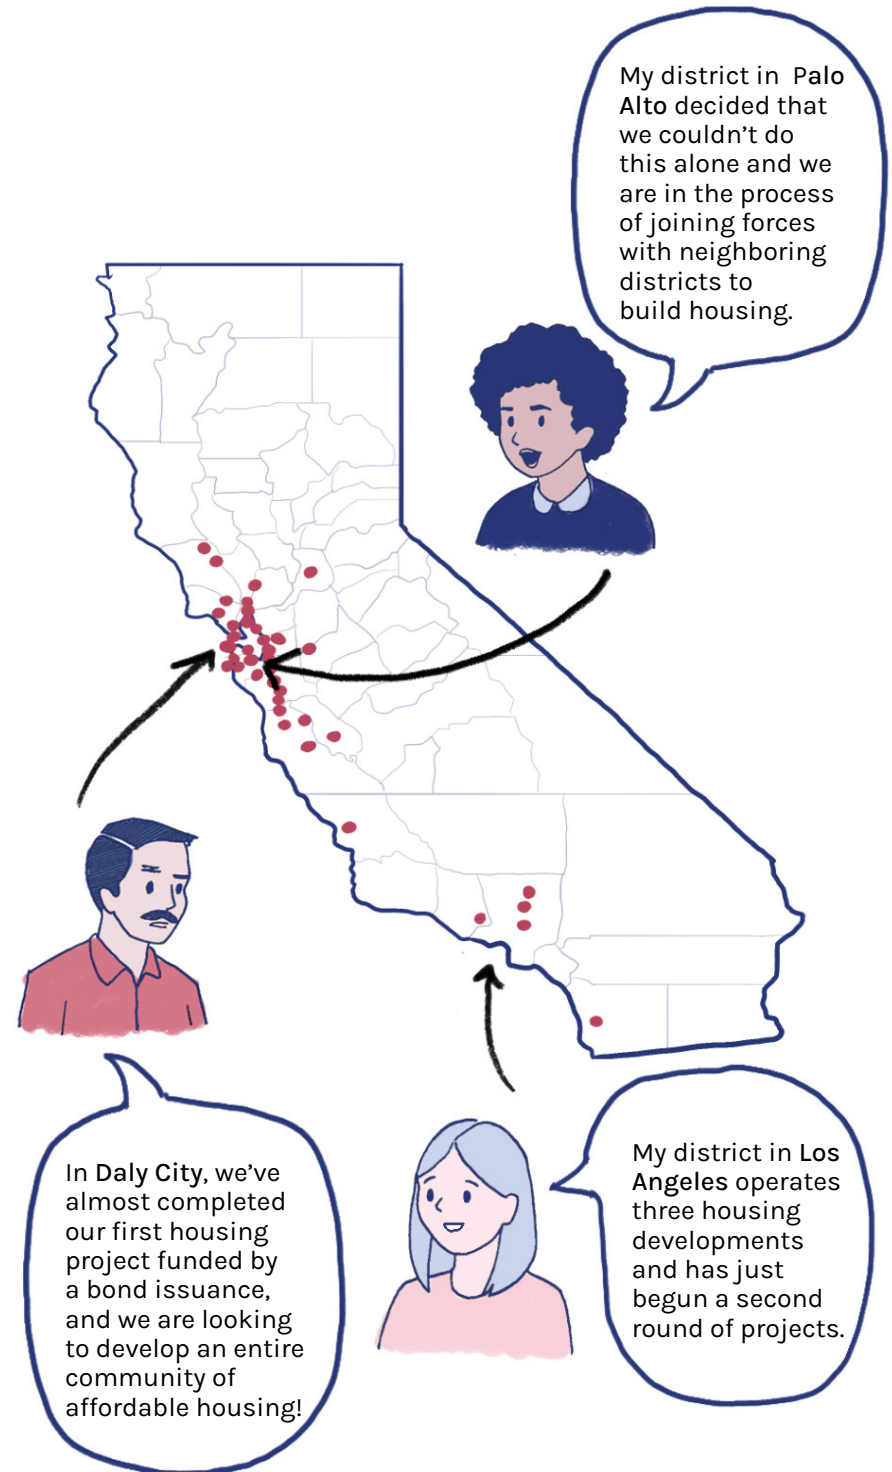 My district in Palo
Alto decided that
we couldn’t do
this alone and we
are in the process
of joining forces
with neighboring
districts to
build housing.
In Daly City, we’ve
almost completed
our first housing
project funded by
a bond issuance,
and we are looking
to develop an entire
community of
affordable housing!
My district in Los
Angeles operates
three housing
developments
and has just
begun a second
round of projects.